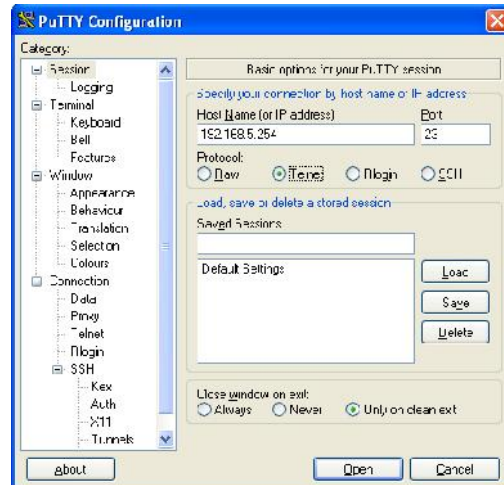 PuTTY Configuration
Category:
Session
Logging
Terminal
Keyboard
Bell
Features
Window
Appearance
Behaviour
Translation
Selection
Colours
Connection
Data
Proxy
Telnet
Rlogin
SSH
Kex
Auth
X11
Tunnels
Basic options for your PuTTY session
Specify your connection by host name or IP address
Host Name (or IP address)
Port
192.168.5.254
23
Protocol:
Raw
Telnet
Rlogin
SSH
Load, save or delete a stored session
Saved Sessions
Default Settings
Load
Save
Delete
Close window on exit:
Always
Never
Only on clean exit
About
Open
Cancel